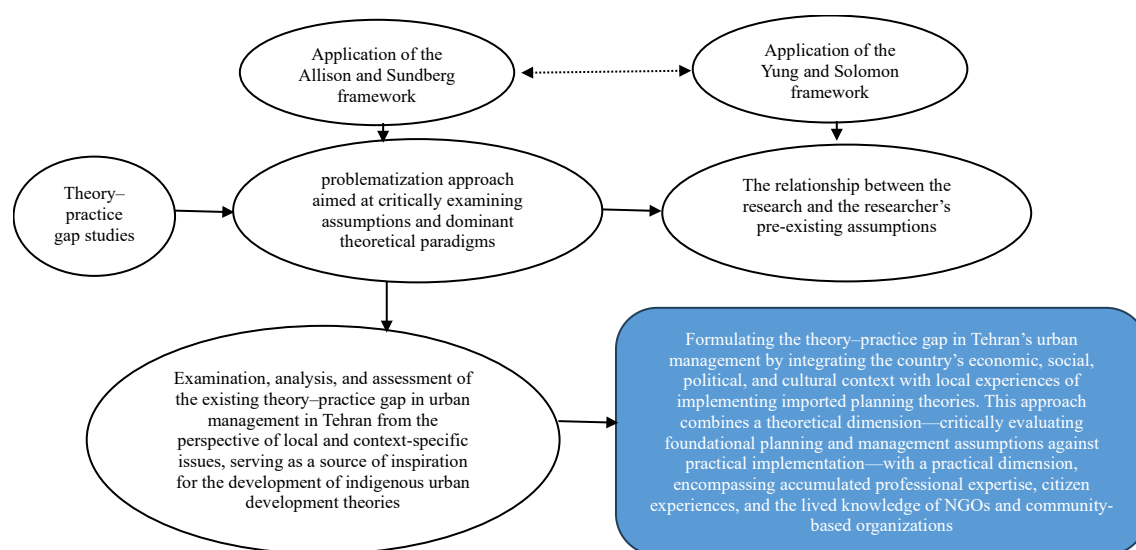 Application of the
Allison and Sundberg
framework
Application of the
Yung and Solomon
framework
Theory–
practice
gap studies
problematization approach
aimed at critically examining
assumptions and dominant
theoretical paradigms
The relationship between the
research and the researcher's
pre-existing assumptions
Examination, analysis, and assessment of
the existing theory–practice gap in urban
management in Tehran from the
perspective of local and context-specific
issues, serving as a source of inspiration
for the development of indigenous urban
development theories
Formulating the theory–practice gap in Tehran's urban
management by integrating the country's economic, social,
political, and cultural context with local experiences of
implementing imported planning theories. This approach
combines a theoretical dimension—critically evaluating
foundational planning and management assumptions against
practical implementation—with a practical dimension,
encompassing accumulated professional expertise, citizen
experiences, and the lived knowledge of NGOs and community-
based organizations